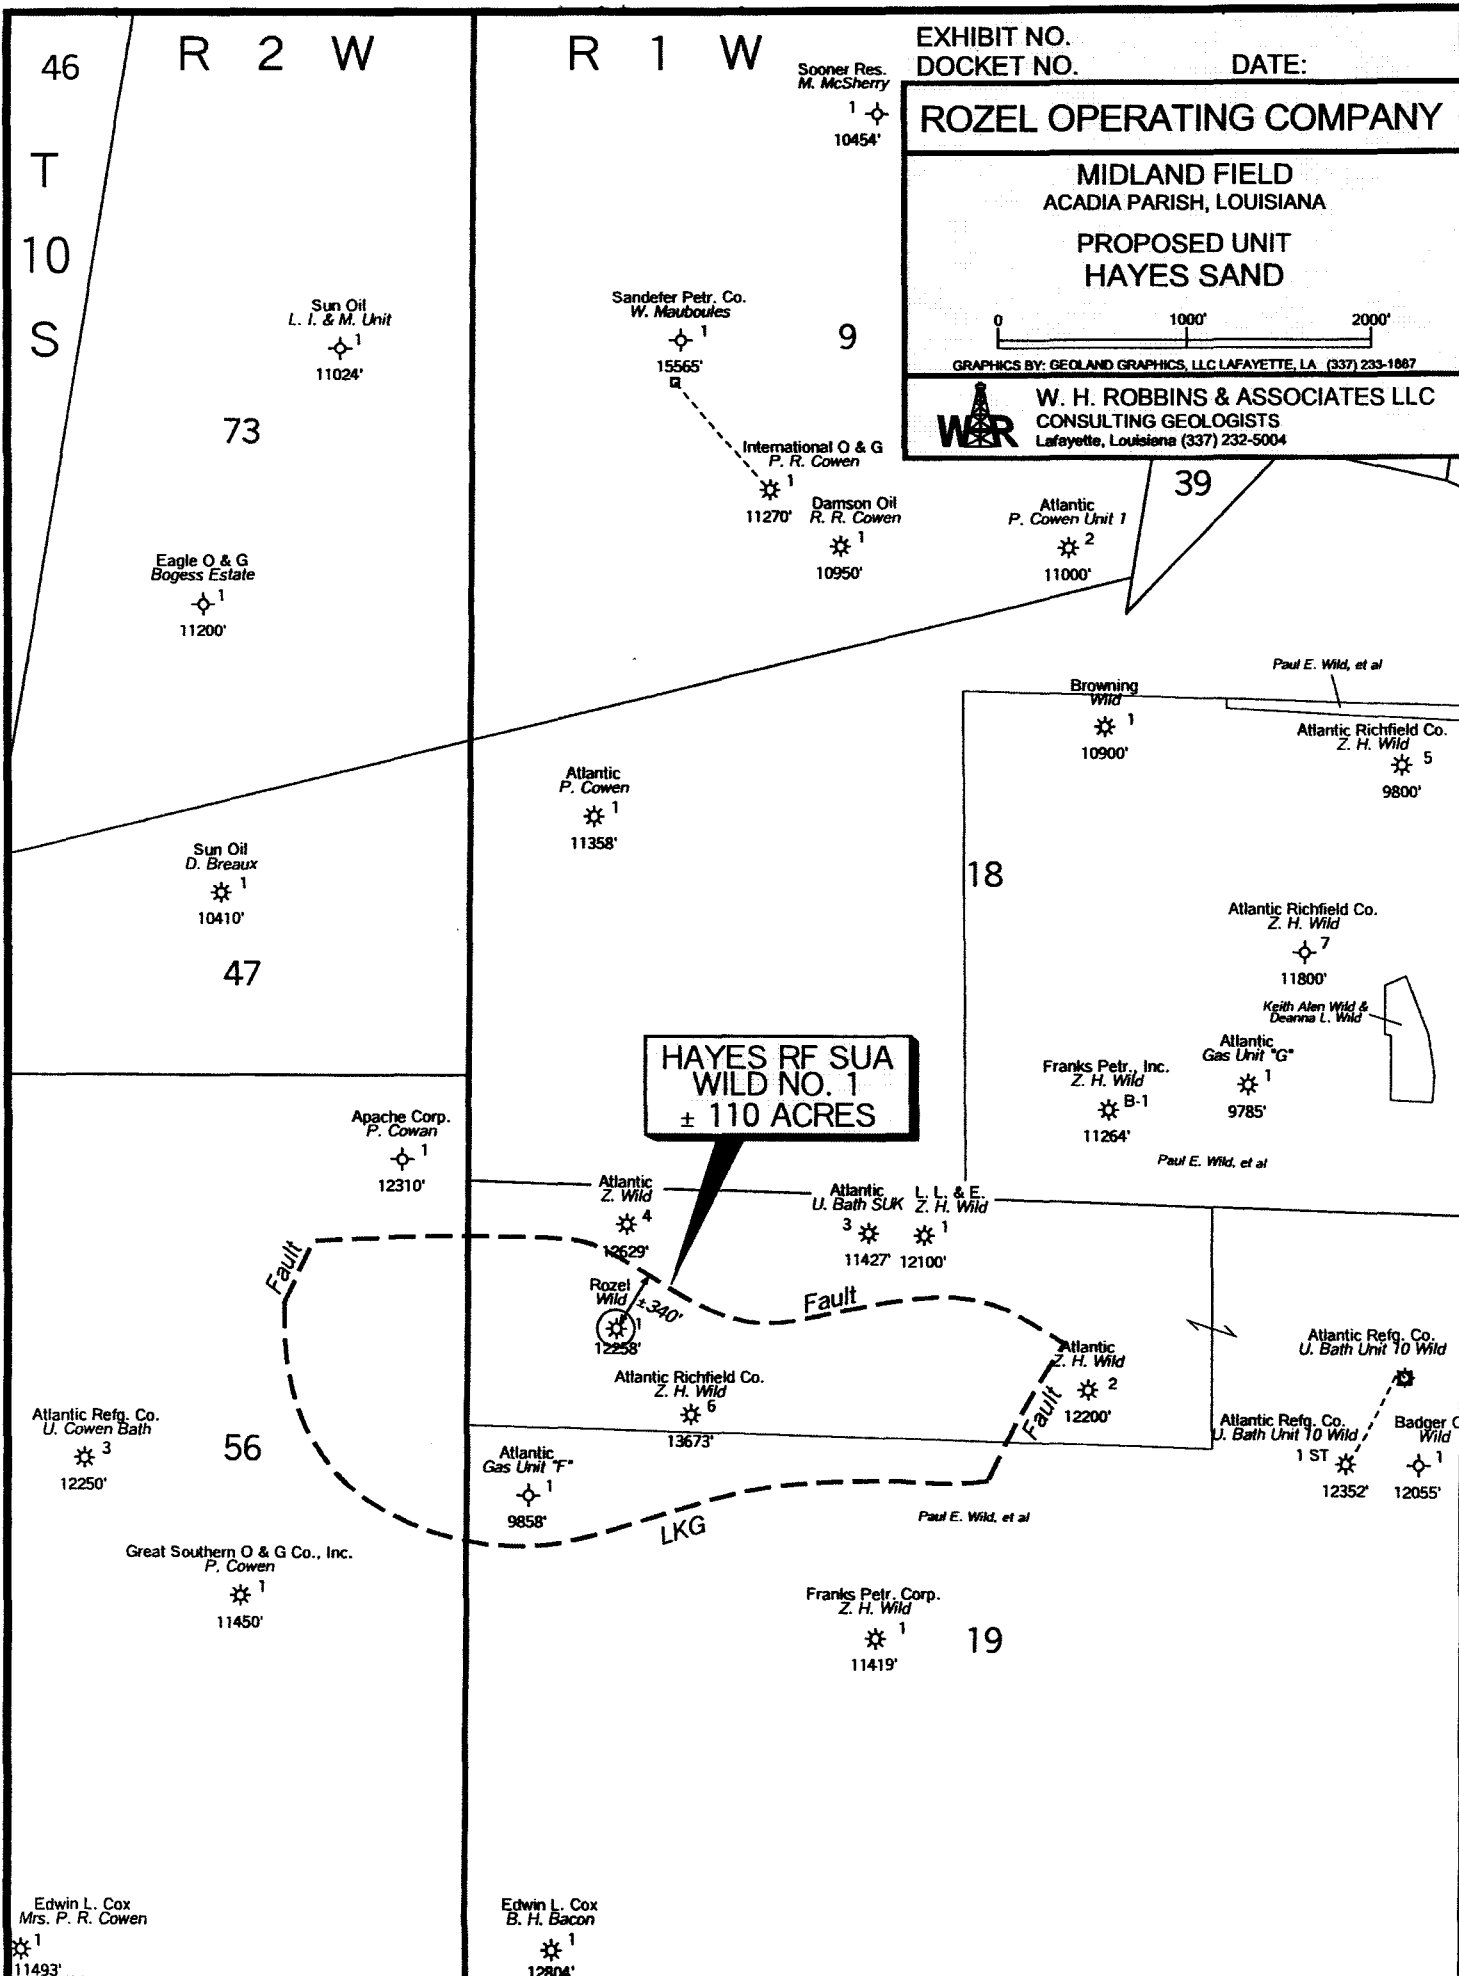 46
R 2 W
R 1 W
T
10
S
EXHIBIT NO.
DOCKET NO. DATE:
ROZEL OPERATING COMPANY
MIDLAND FIELD
ACADIA PARISH, LOUISIANA
PROPOSED UNIT
HAYES SAND
0 1000' 2000'
GRAPHICS BY: GEOLAND GRAPHICS, LLC LAFAYETTE, LA (337) 233-1667
W. H. ROBBINS & ASSOCIATES LLC
CONSULTING GEOLOGISTS
Lafayette, Louisiana (337) 232-5004
Sooner Res.
M. McSherry
1
10454'
Sun Oil
L. I. & M. Unit
1
11024'
Sandefer Petr. Co.
W. Mauboules
1
15565'
9
73
International O & G
P. R. Cowen
1
11270'
Damson Oil
R. R. Cowen
1
10950'
Atlantic
P. Cowen Unit 1
2
11000'
39
Eagle O & G
Bogess Estate
1
11200'
Paul E. Wild, et al
Browning
Wild
1
10900'
Atlantic Richfield Co.
Z. H. Wild
5
9800'
Atlantic
P. Cowen
1
11358'
Sun Oil
D. Breaux
1
10410'
18
47
Atlantic Richfield Co.
Z. H. Wild
7
11800'
Keith Alen Wild &
Deanna L. Wild
Atlantic
Gas Unit "G"
1
9785'
Franks Petr., Inc.
Z. H. Wild
B-1
11264'
Paul E. Wild, et al
HAYES RF SUA
WILD NO. 1
± 110 ACRES
Apache Corp.
P. Cowan
1
12310'
Atlantic
Z. Wild
4
12629'
Atlantic
U. Bath SUK
3
11427'
L. L. & E.
Z. H. Wild
1
12100'
Fault
Rozel
Wild
1
12258'
±340'
Fault
Atlantic
Z. H. Wild
2
12200'
Fault
Atlantic Refg. Co.
U. Bath Unit 10 Wild
Atlantic Richfield Co.
Z. H. Wild
6
13673'
Atlantic Refg. Co.
U. Cowen Bath
3
12250'
56
Atlantic
Gas Unit "F"
1
9858'
Atlantic Refg. Co.
U. Bath Unit 10 Wild
1 ST
12352'
Badger
Wild
1
12055'
LKG
Paul E. Wild, et al
Great Southern O & G Co., Inc.
P. Cowen
1
11450'
Franks Petr. Corp.
Z. H. Wild
1
11419'
19
Edwin L. Cox
Mrs. P. R. Cowen
1
11493'
Edwin L. Cox
B. H. Bacon
1
12804'